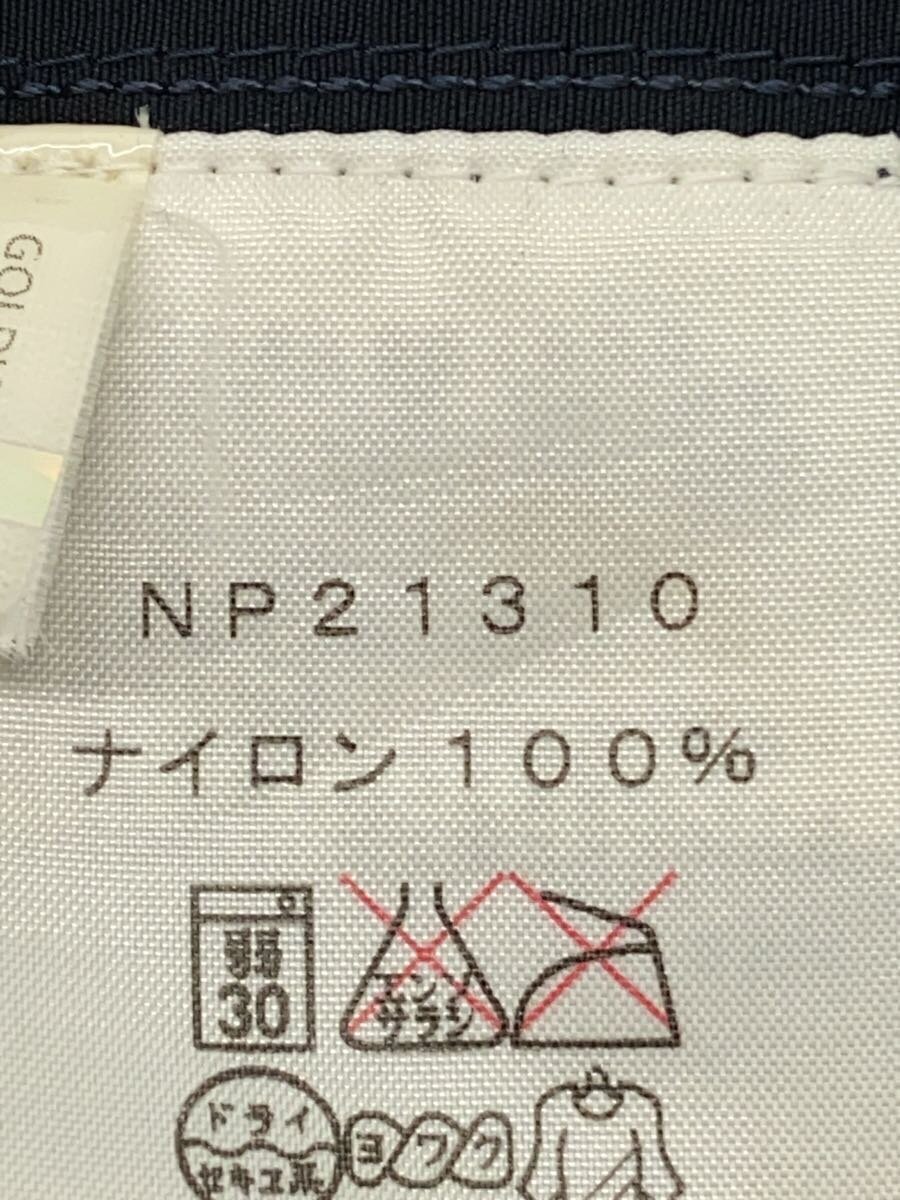 GOLDW
NP21310
ナイロン100%
弱
30
エンソ
サラシ
ドライ
セキユ系
ヨワク